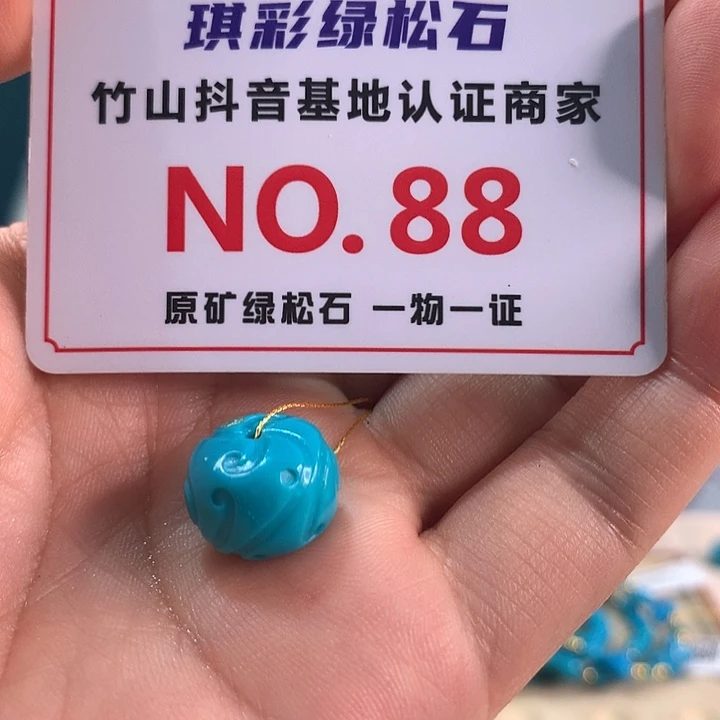 琪彩绿松石
竹山抖音基地认证商家
NO.88
原矿绿松石 一物一证